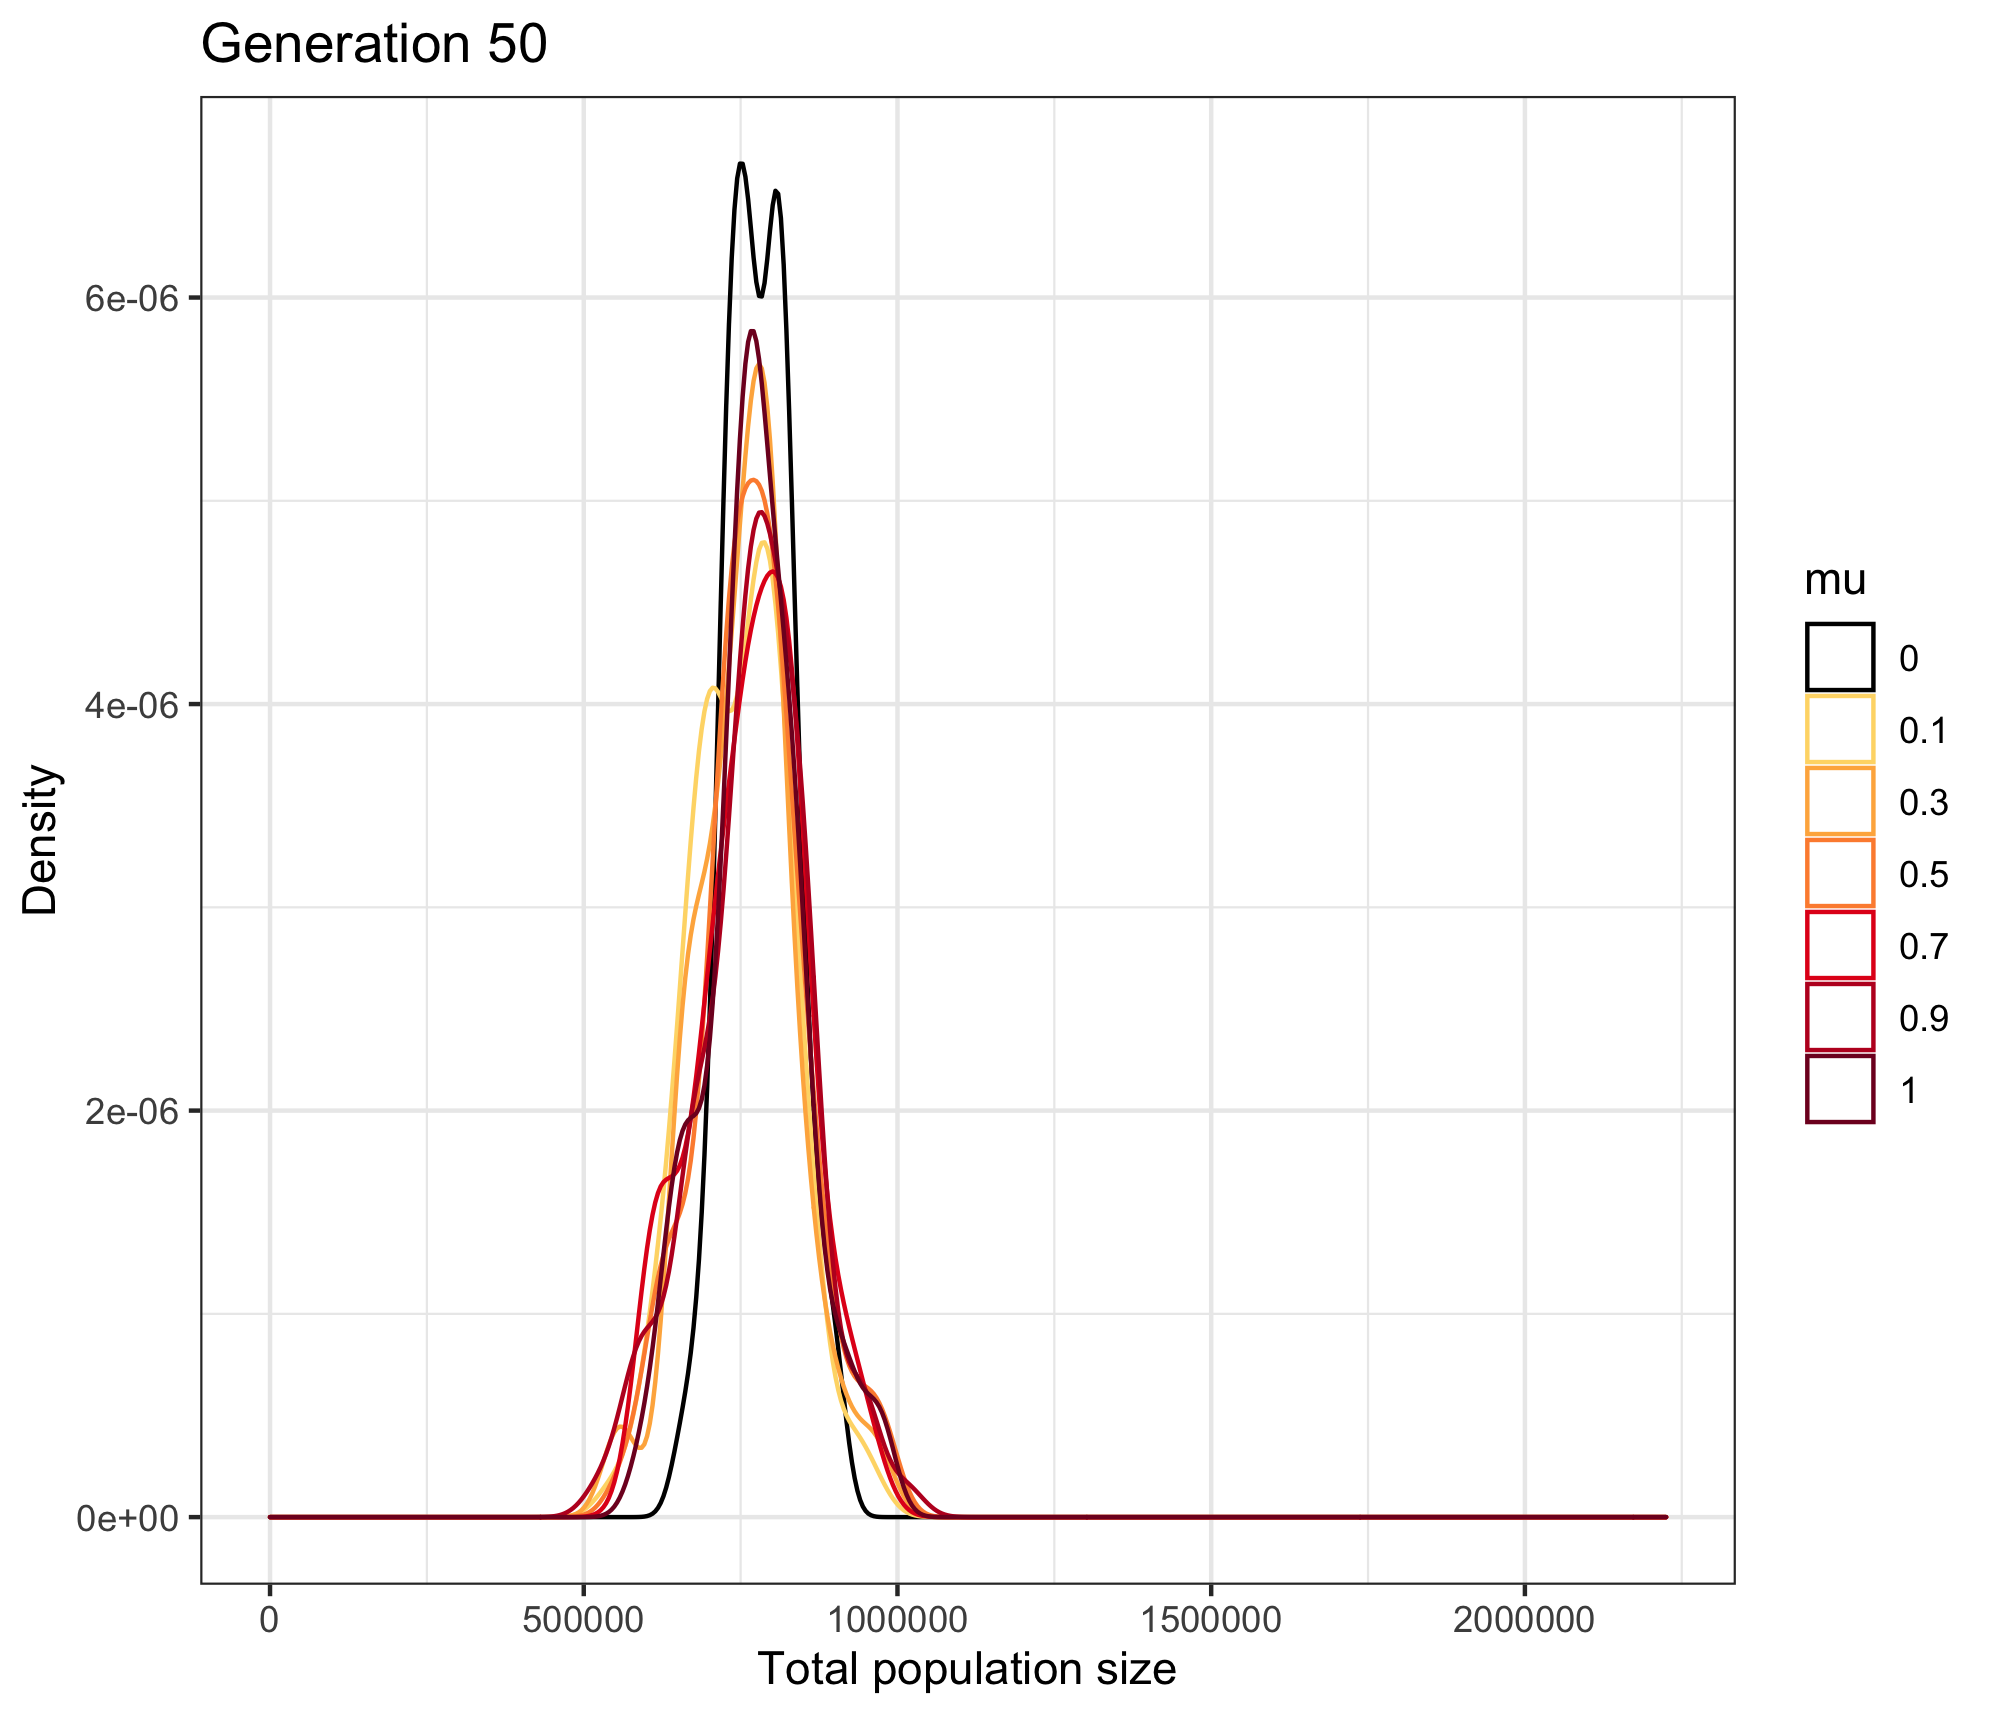 Generation 50
6e-06
4e-06
2e-06
0e+00
Density
0
500000
1000000
1500000
2000000
Total population size
mu
0
0.1
0.3
0.5
0.7
0.9
1